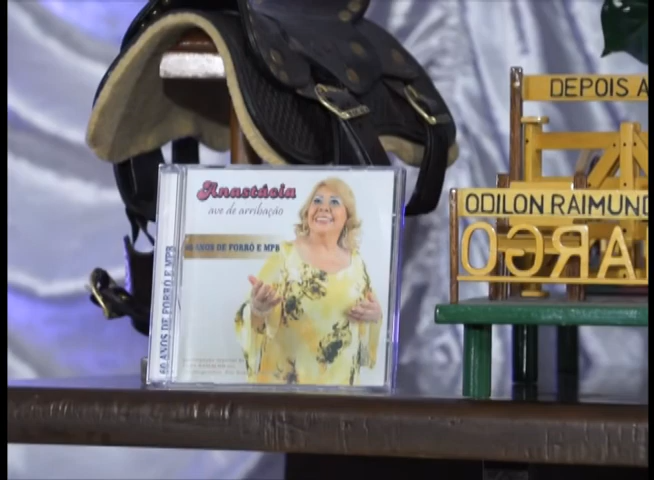 Anastácia
ave de arribação
60 ANOS DE FORRÓ E MPB
60 ANOS DE FORRÓ E MPB
DEPOIS A
ODILON RAIMUND
ARGO